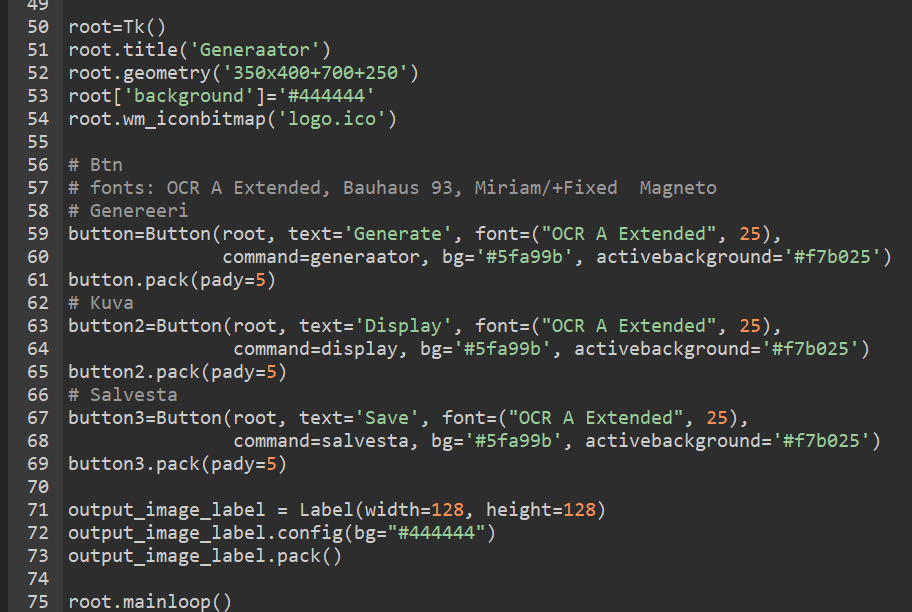 49
50 root=Tk()
51 root.title('Generaator')
52 root.geometry('350x400+700+250')
53 root['background']='#444444'
54 root.wm_iconbitmap('logo.ico')
55
56 # Btn
57 # fonts: OCR A Extended, Bauhaus 93, Miriam/+Fixed  Magneto
58 # Genereeri
59 button=Button(root, text='Generate', font=("OCR A Extended", 25),
60               command=generaator, bg='#5fa99b', activebackground='#f7b025')
61 button.pack(pady=5)
62 # Kuva
63 button2=Button(root, text='Display', font=("OCR A Extended", 25),
64                command=display, bg='#5fa99b', activebackground='#f7b025')
65 button2.pack(pady=5)
66 # Salvesta
67 button3=Button(root, text='Save', font=("OCR A Extended", 25),
68                command=salvesta, bg='#5fa99b', activebackground='#f7b025')
69 button3.pack(pady=5)
70
71 output_image_label = Label(width=128, height=128)
72 output_image_label.config(bg="#444444")
73 output_image_label.pack()
74
75 root.mainloop()